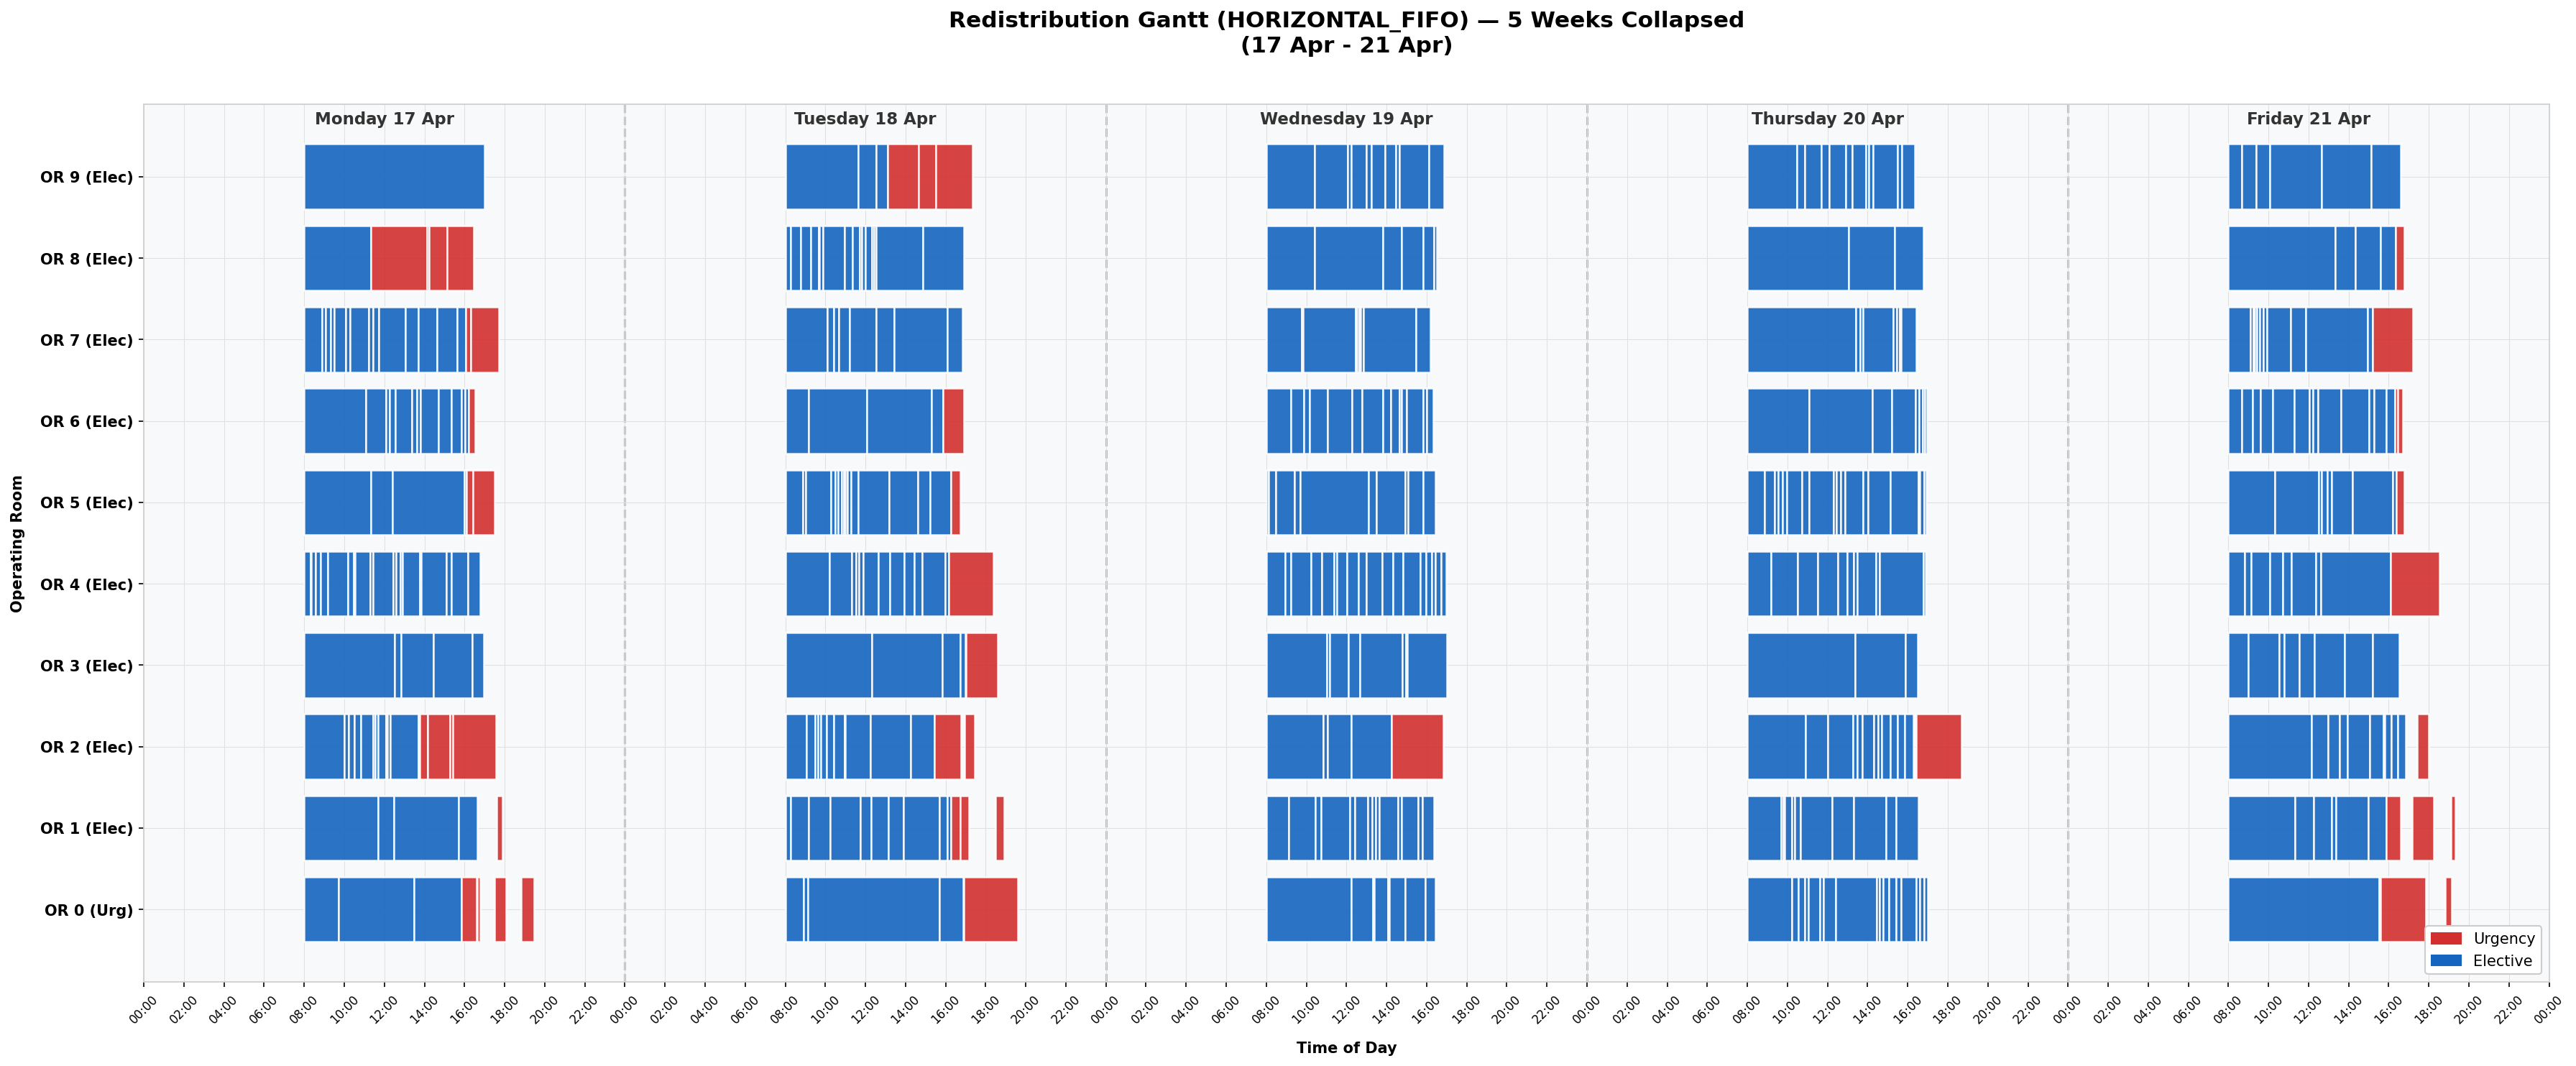 Redistribution Gantt (HORIZONTAL_FIFO) — 5 Weeks Collapsed
(17 Apr - 21 Apr)
Monday 17 Apr
Tuesday 18 Apr
Wednesday 19 Apr
Thursday 20 Apr
Friday 21 Apr
Operating Room
OR 9 (Elec)
OR 8 (Elec)
OR 7 (Elec)
OR 6 (Elec)
OR 5 (Elec)
OR 4 (Elec)
OR 3 (Elec)
OR 2 (Elec)
OR 1 (Elec)
OR 0 (Urg)
Urgency
Elective
00:00 02:00 04:00 06:00 08:00 10:00 12:00 14:00 16:00 18:00 20:00 22:00 00:00 02:00 04:00 06:00 08:00 10:00 12:00 14:00 16:00 18:00 20:00 22:00 00:00 02:00 04:00 06:00 08:00 10:00 12:00 14:00 16:00 18:00 20:00 22:00 00:00 02:00 04:00 06:00 08:00 10:00 12:00 14:00 16:00 18:00 20:00 22:00 00:00 02:00 04:00 06:00 08:00 10:00 12:00 14:00 16:00 18:00 20:00 22:00 00:00
Time of Day